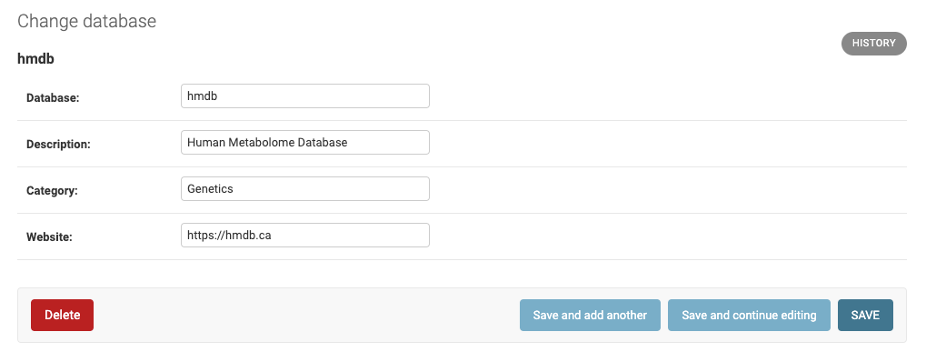 Change database
HISTORY
hmdb
Database: hmdb
Description: Human Metabolome Database
Category: Genetics
Website: https://hmdb.ca
Delete Save and add another Save and continue editing SAVE